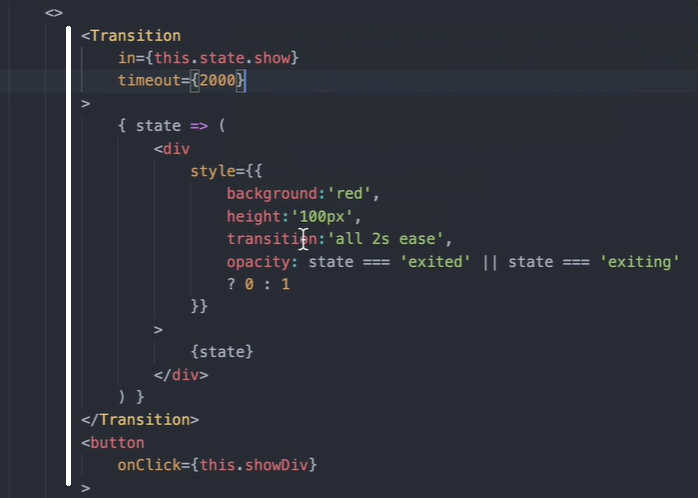 <>
<Transition
in={this.state.show}
timeout={2000}
>
{ state => (
<div
style={{
background:'red',
height:'100px',
transition:'all 2s ease',
opacity: state === 'exited' || state === 'exiting'
? 0 : 1
}}
>
{state}
</div>
) }
</Transition>
<button
onClick={this.showDiv}
>